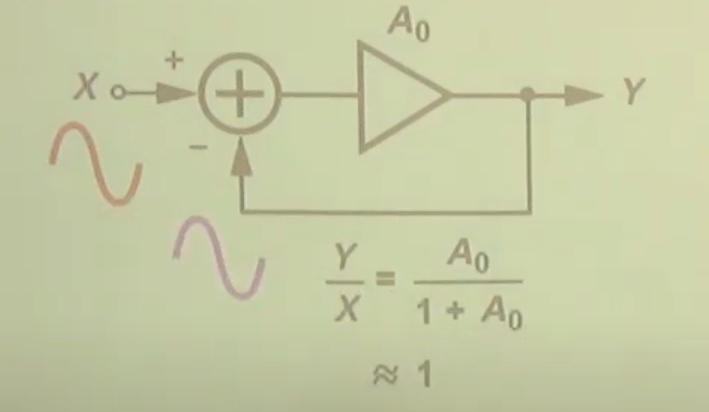 A₀
X + + Y
−
Y/X = A₀/(1 + A₀)
≈ 1